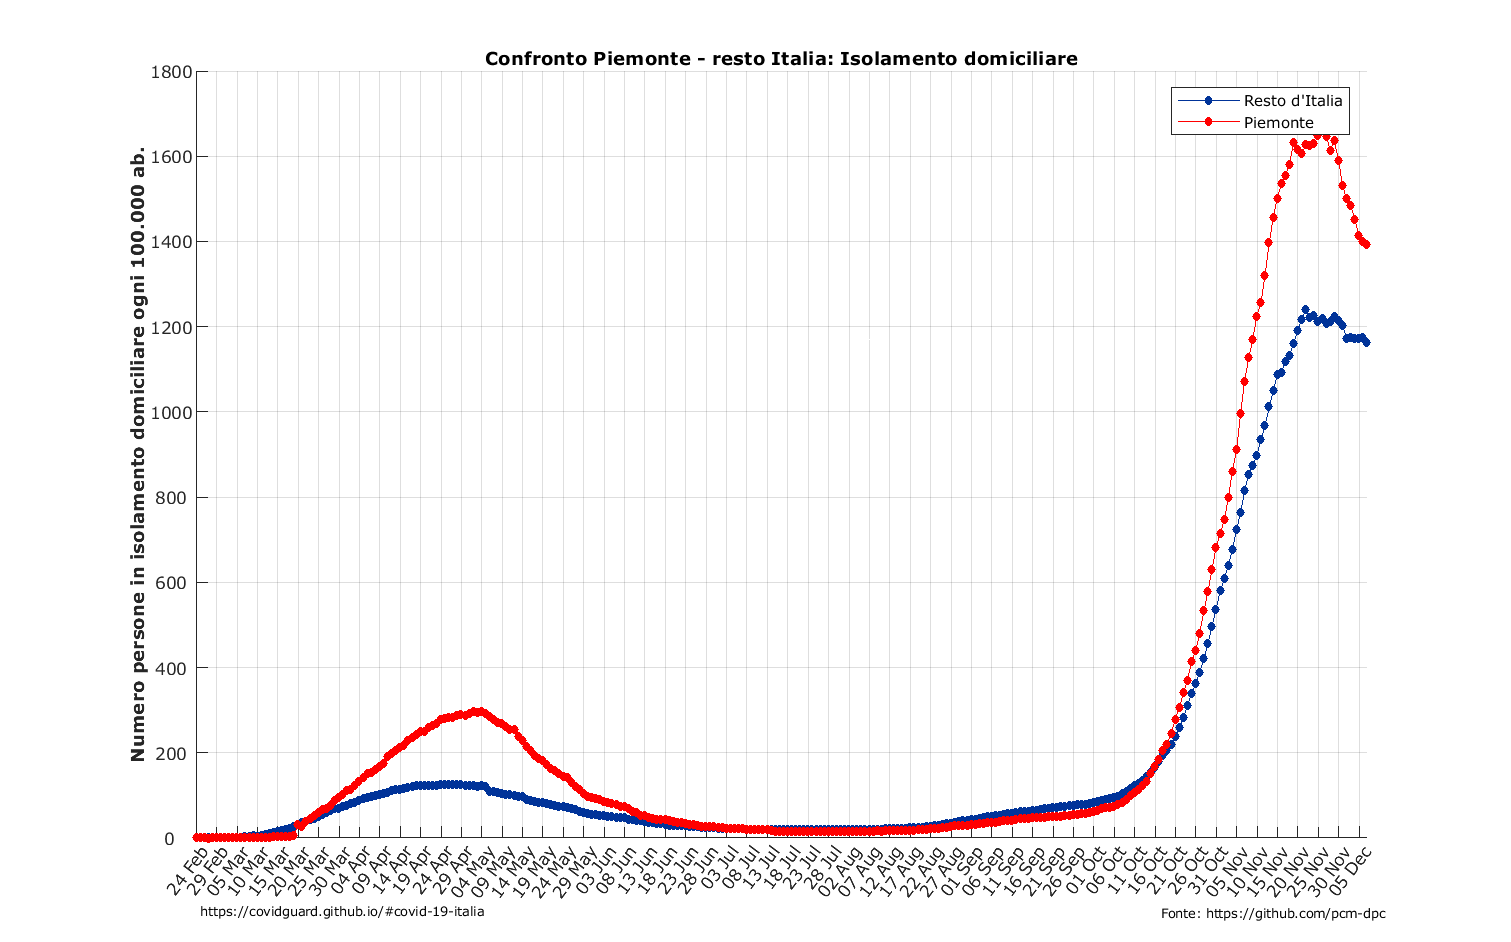 Confronto Piemonte - resto Italia: Isolamento domiciliare
Numero persone in isolamento domiciliare ogni 100.000 ab.
1800
1600
1400
1200
1000
800
600
400
200
0
Resto d'Italia
Piemonte
24 Feb
29 Feb
05 Mar
10 Mar
15 Mar
20 Mar
25 Mar
30 Mar
04 Apr
09 Apr
14 Apr
19 Apr
24 Apr
29 Apr
04 May
09 May
14 May
19 May
24 May
29 May
03 Jun
08 Jun
13 Jun
18 Jun
23 Jun
28 Jun
03 Jul
08 Jul
13 Jul
18 Jul
23 Jul
28 Jul
02 Aug
07 Aug
12 Aug
17 Aug
22 Aug
27 Aug
01 Sep
06 Sep
11 Sep
16 Sep
21 Sep
26 Sep
01 Oct
06 Oct
11 Oct
16 Oct
21 Oct
26 Oct
31 Oct
05 Nov
10 Nov
15 Nov
20 Nov
25 Nov
30 Nov
05 Dec
https://covidguard.github.io/#covid-19-italia
Fonte: https://github.com/pcm-dpc